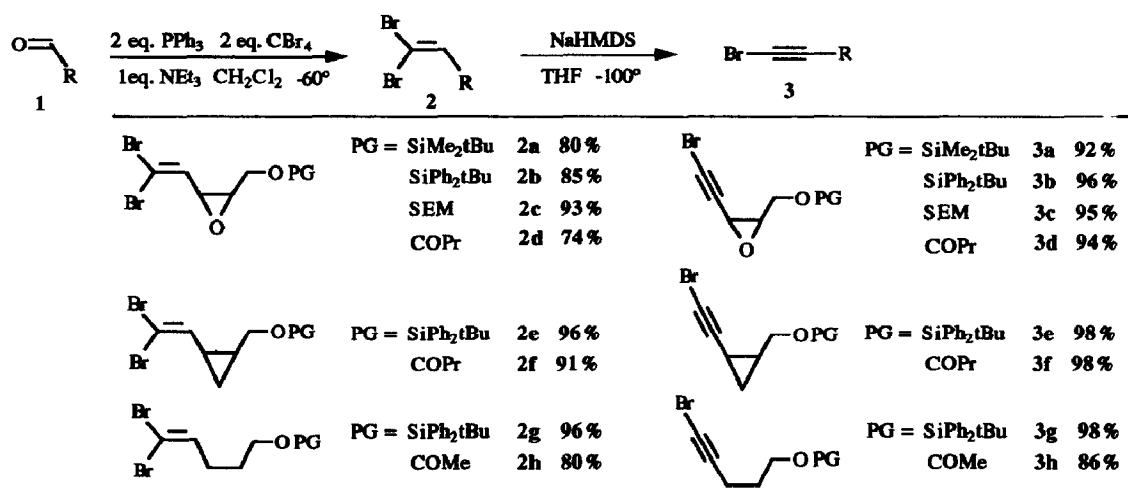 O R 1 2 eq. PPh3 2 eq. CBr4 Br Br R 2 NaHMDS Br R 3
1eq. NEt3 CH2Cl2 -60° THF -100°
Br Br OPG O PG = SiMe2tBu 2a 80% Br OPG O PG = SiMe2tBu 3a 92%
SiPh2tBu 2b 85% SiPh2tBu 3b 96%
SEM 2c 93% SEM 3c 95%
COPr 2d 74% COPr 3d 94%
Br Br OPG PG = SiPh2tBu 2e 96% Br OPG PG = SiPh2tBu 3e 98%
COPr 2f 91% COPr 3f 98%
Br Br OPG PG = SiPh2tBu 2g 96% Br OPG PG = SiPh2tBu 3g 98%
COMe 2h 80% COMe 3h 86%